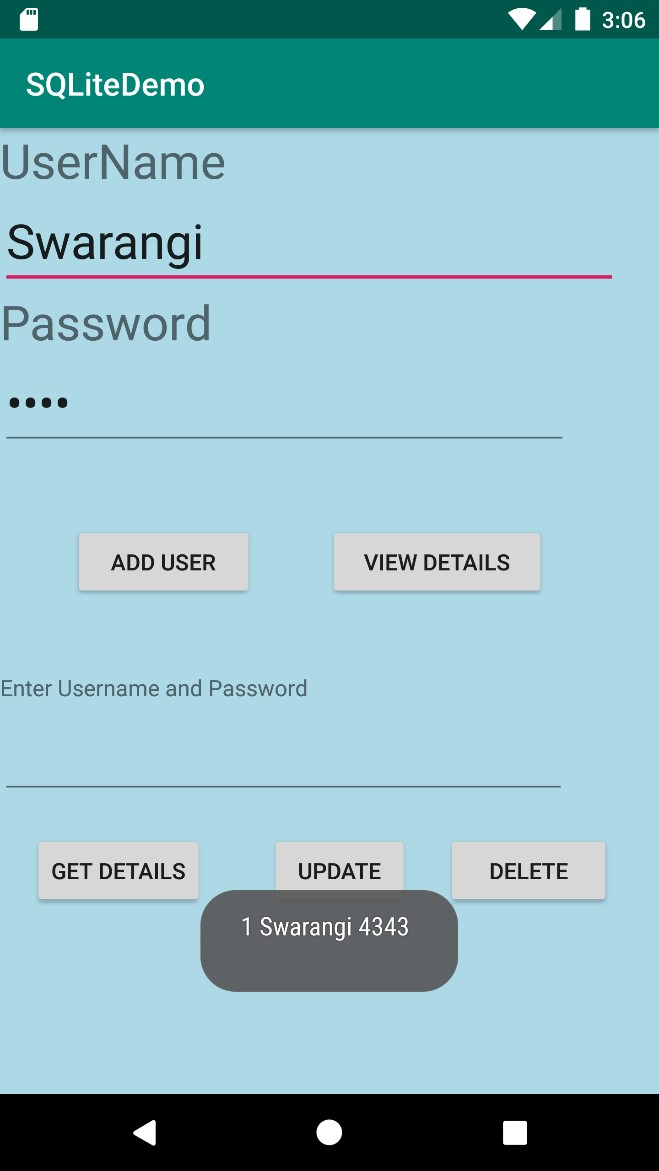 3:06
SQLiteDemo
UserName
Swarangi
Password
••••
ADD USER VIEW DETAILS
Enter Username and Password
GET DETAILS UPDATE DELETE
1 Swarangi 4343